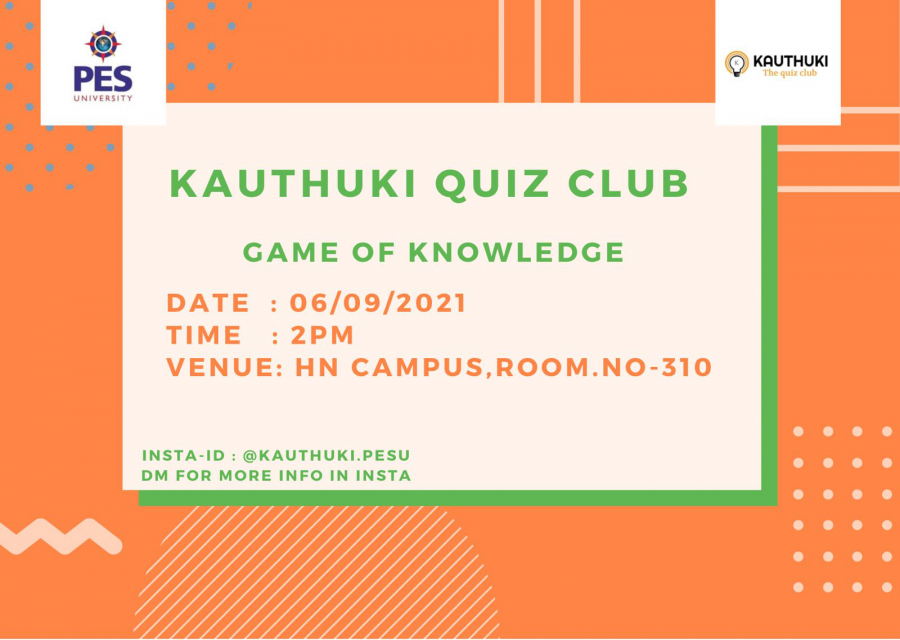 PES
UNIVERSITY
K
KAUTHUKI
The quiz club
KAUTHUKI QUIZ CLUB
GAME OF KNOWLEDGE
DATE : 06/09/2021
TIME : 2PM
VENUE: HN CAMPUS,ROOM.NO-310
INSTA-ID : @KAUTHUKI.PESU
DM FOR MORE INFO IN INSTA